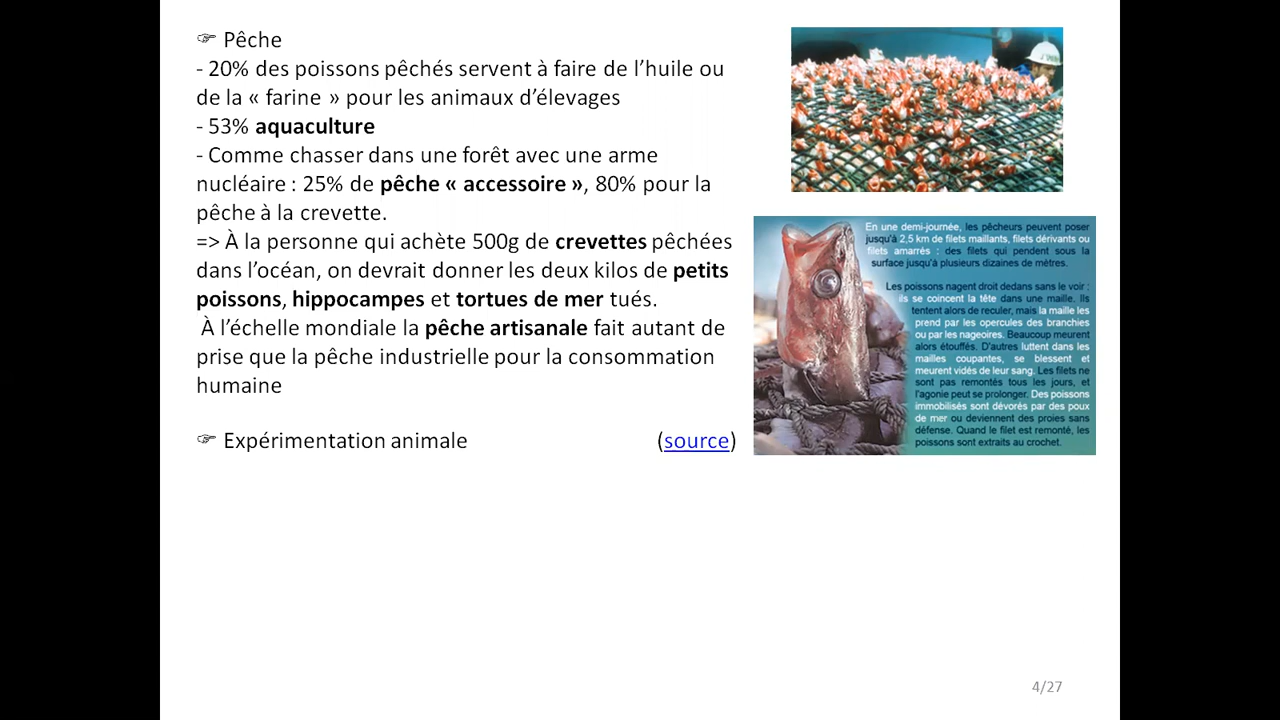 ☞ Pêche
- 20% des poissons pêchés servent à faire de l’huile ou
de la « farine » pour les animaux d’élevages
- 53% aquaculture
- Comme chasser dans une forêt avec une arme
nucléaire : 25% de pêche « accessoire », 80% pour la
pêche à la crevette.
=> À la personne qui achète 500g de crevettes pêchées
dans l’océan, on devrait donner les deux kilos de petits
poissons, hippocampes et tortues de mer tués.
À l’échelle mondiale la pêche artisanale fait autant de
prise que la pêche industrielle pour la consommation
humaine
☞ Expérimentation animale (source)
En une demi-journée, les pêcheurs peuvent poser
jusqu'à 2,5 km de filets maillants, filets dérivants ou
filets amarrés : des filets qui pendent sous la
surface jusqu'à plusieurs dizaines de mètres.
Les poissons nagent droit dedans sans le voir :
ils se coincent la tête dans une maille. Ils
tentent alors de reculer, mais la maille les
prend par les opercules des branchies
ou par les nageoires. Beaucoup meurent
alors étouffés. D'autres luttent dans les
mailles coupantes, se blessent et
meurent vidés de leur sang. Les filets ne
sont pas remontés tous les jours, et
l'agonie peut se prolonger. Des poissons
immobilisés sont dévorés par des poux
de mer ou deviennent des proies sans
défense. Quand le filet est remonté, les
poissons sont extraits au crochet.
4/27